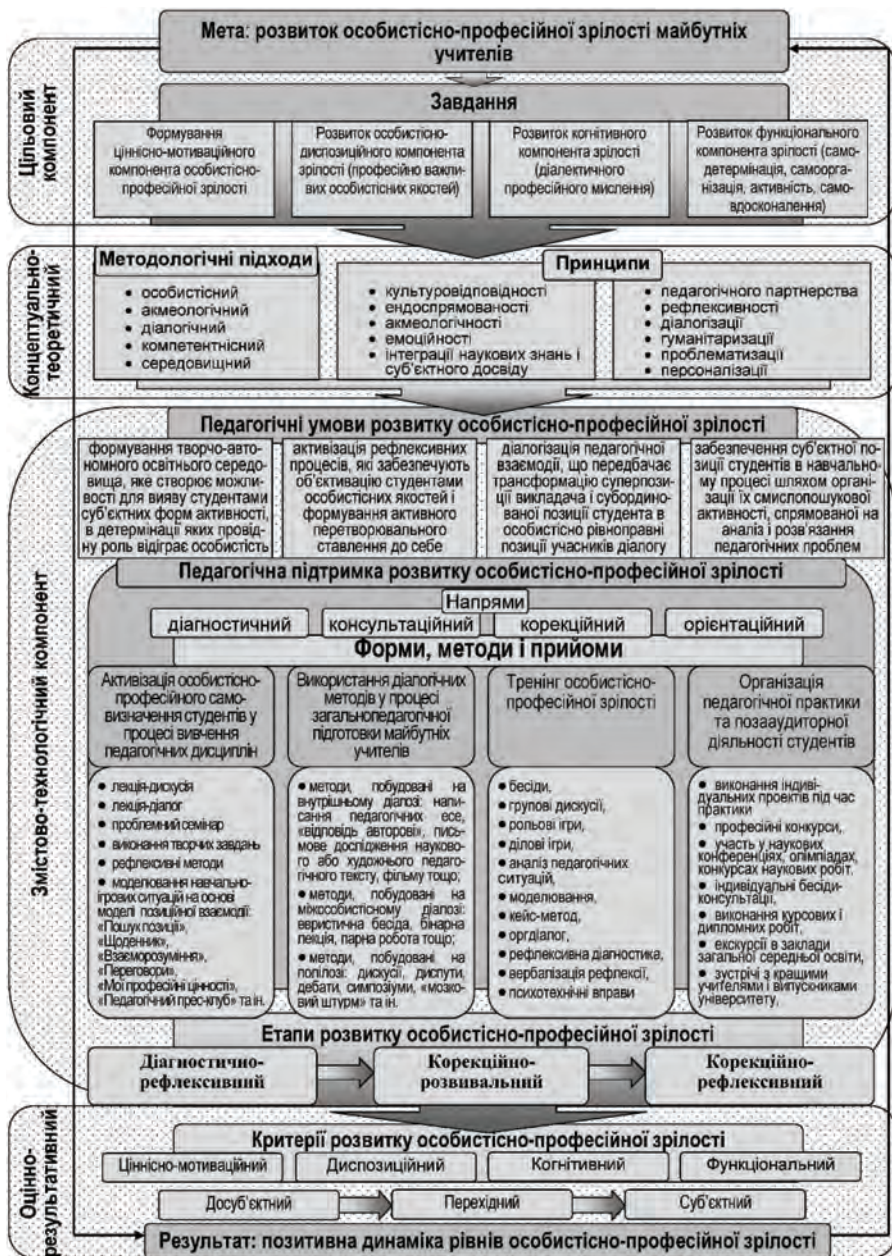 Мета: розвиток особистісно-професійної зрілості майбутніх
учителів
Цільовий
компонент
Завдання
Формування
ціннісно-мотиваційного
компонента особистісно-
професійної зрілості
Розвиток особистісно-
диспозиційного компонента
зрілості (професійно важ-
ливих особистісних якостей)
Розвиток когнітивного
компонента зрілості
(діалектичного
професійного мислення)
Розвиток функціонального
компонента зрілості (само-
детермінація, самоорга-
нізація, активність, само-
вдосконалення)
Концептуально-
теоретичний
Методологічні підходи
• особистісний
• акмеологічний
• діалогічний
• компетентнісний
• середовищний
Принципи
• культуровідповідності
• ендоспрямованості
• акмеологічності
• емоційності
• інтеграції наукових знань і
суб’єктного досвіду
• педагогічного партнерства
• рефлексивності
• діалогізації
• гуманітаризації
• проблематизації
• персоналізації
Змістово-технологічний компонент
Педагогічні умови розвитку особистісно-професійної зрілості
формування творчо-авто-
номного освітнього середо-
вища, яке створює можли-
вості для вияву студентами
суб’єктних форм активності,
в детермінації яких провід-
ну роль відіграє особистість
активізація рефлексивних
процесів, які забезпечують
об’єктивацію студентами
особистісних якостей і
формування активного
перетворювального
ставлення до себе
діалогізація педагогічної
взаємодії, що передбачає
трансформацію суперпози-
ції викладача і субордино-
ваної позиції студента в
особистісно рівноправні
позиції учасників діалогу
забезпечення суб’єктної по-
зиції студентів в навчально-
му процесі шляхом органі-
зації їх смислопошукової
активності, спрямованої на
аналіз і розв’язання
педагогічних проблем
Педагогічна підтримка розвитку особистісно-професійної зрілості
Напрями
діагностичний
консультаційний
корекційний
орієнтаційний
Форми, методи і прийоми
Активізація особистісно-
професійного само-
визначення студентів у
процесі вивчення
педагогічних дисциплін
Використання діалогічних
методів у процесі
загальнопедагогічної
підготовки майбутніх
учителів
Тренінг особистісно-
професійної зрілості
Організація
педагогічної практики
та позааудиторної
діяльності студентів
• лекція-дискусія
• лекція-діалог
• проблемний семінар
• виконання творчих завдань
• рефлексивні методи
• моделювання навчально-
ігрових ситуацій на основі
моделі позиційної взаємодії:
«Пошук позиції»,
«Щоденник»,
«Взаєморозуміння»,
«Переговори»,
«Мої професійні цінності»,
«Педагогічний прес-клуб» та ін.
• методи, побудовані на
внутрішньому діалозі: напи-
сання педагогічних есе,
«відповідь авторові», пись-
мове дослідження науково-
го або художнього педаго-
гічного тексту, фільму тощо;
• методи, побудовані на
міжособистісному діалозі:
евристична бесіда, бінарна
лекція, парна робота тощо;
• методи, побудовані на
полілозі: дискусії, диспути,
дебати, симпозіуми, «мозко-
вий штурм» та ін.
• бесіди,
• групові дискусії,
• рольові ігри,
• ділові ігри,
• аналіз педагогічних
ситуацій,
• моделювання,
• кейс-метод,
• оргдіалог,
• рефлексивна діагностика,
• вербалізація рефлексії,
• психотехнічні вправи
• виконання індиві-
дуальних проектів під час
практики
• професійні конкурси,
• участь у наукових
конференціях, олімпіадах,
конкурсах наукових робіт,
• індивідуальні бесіди-
консультації,
• виконання курсових і
дипломних робіт,
• екскурсії в заклади
загальної середньої освіти,
• зустрічі з кращими
учителями і випускниками
університету,
Етапи розвитку особистісно-професійної зрілості
Діагностично-
рефлексивний
Корекційно-
розвивальний
Корекційно-
рефлексивний
Оцінно-
результативний
Критерії розвитку особистісно-професійної зрілості
Ціннісно-мотиваційний
Диспозиційний
Когнітивний
Функціональний
Досуб’єктний
Перехідний
Суб’єктний
Результат: позитивна динаміка рівнів особистісно-професійної зрілості